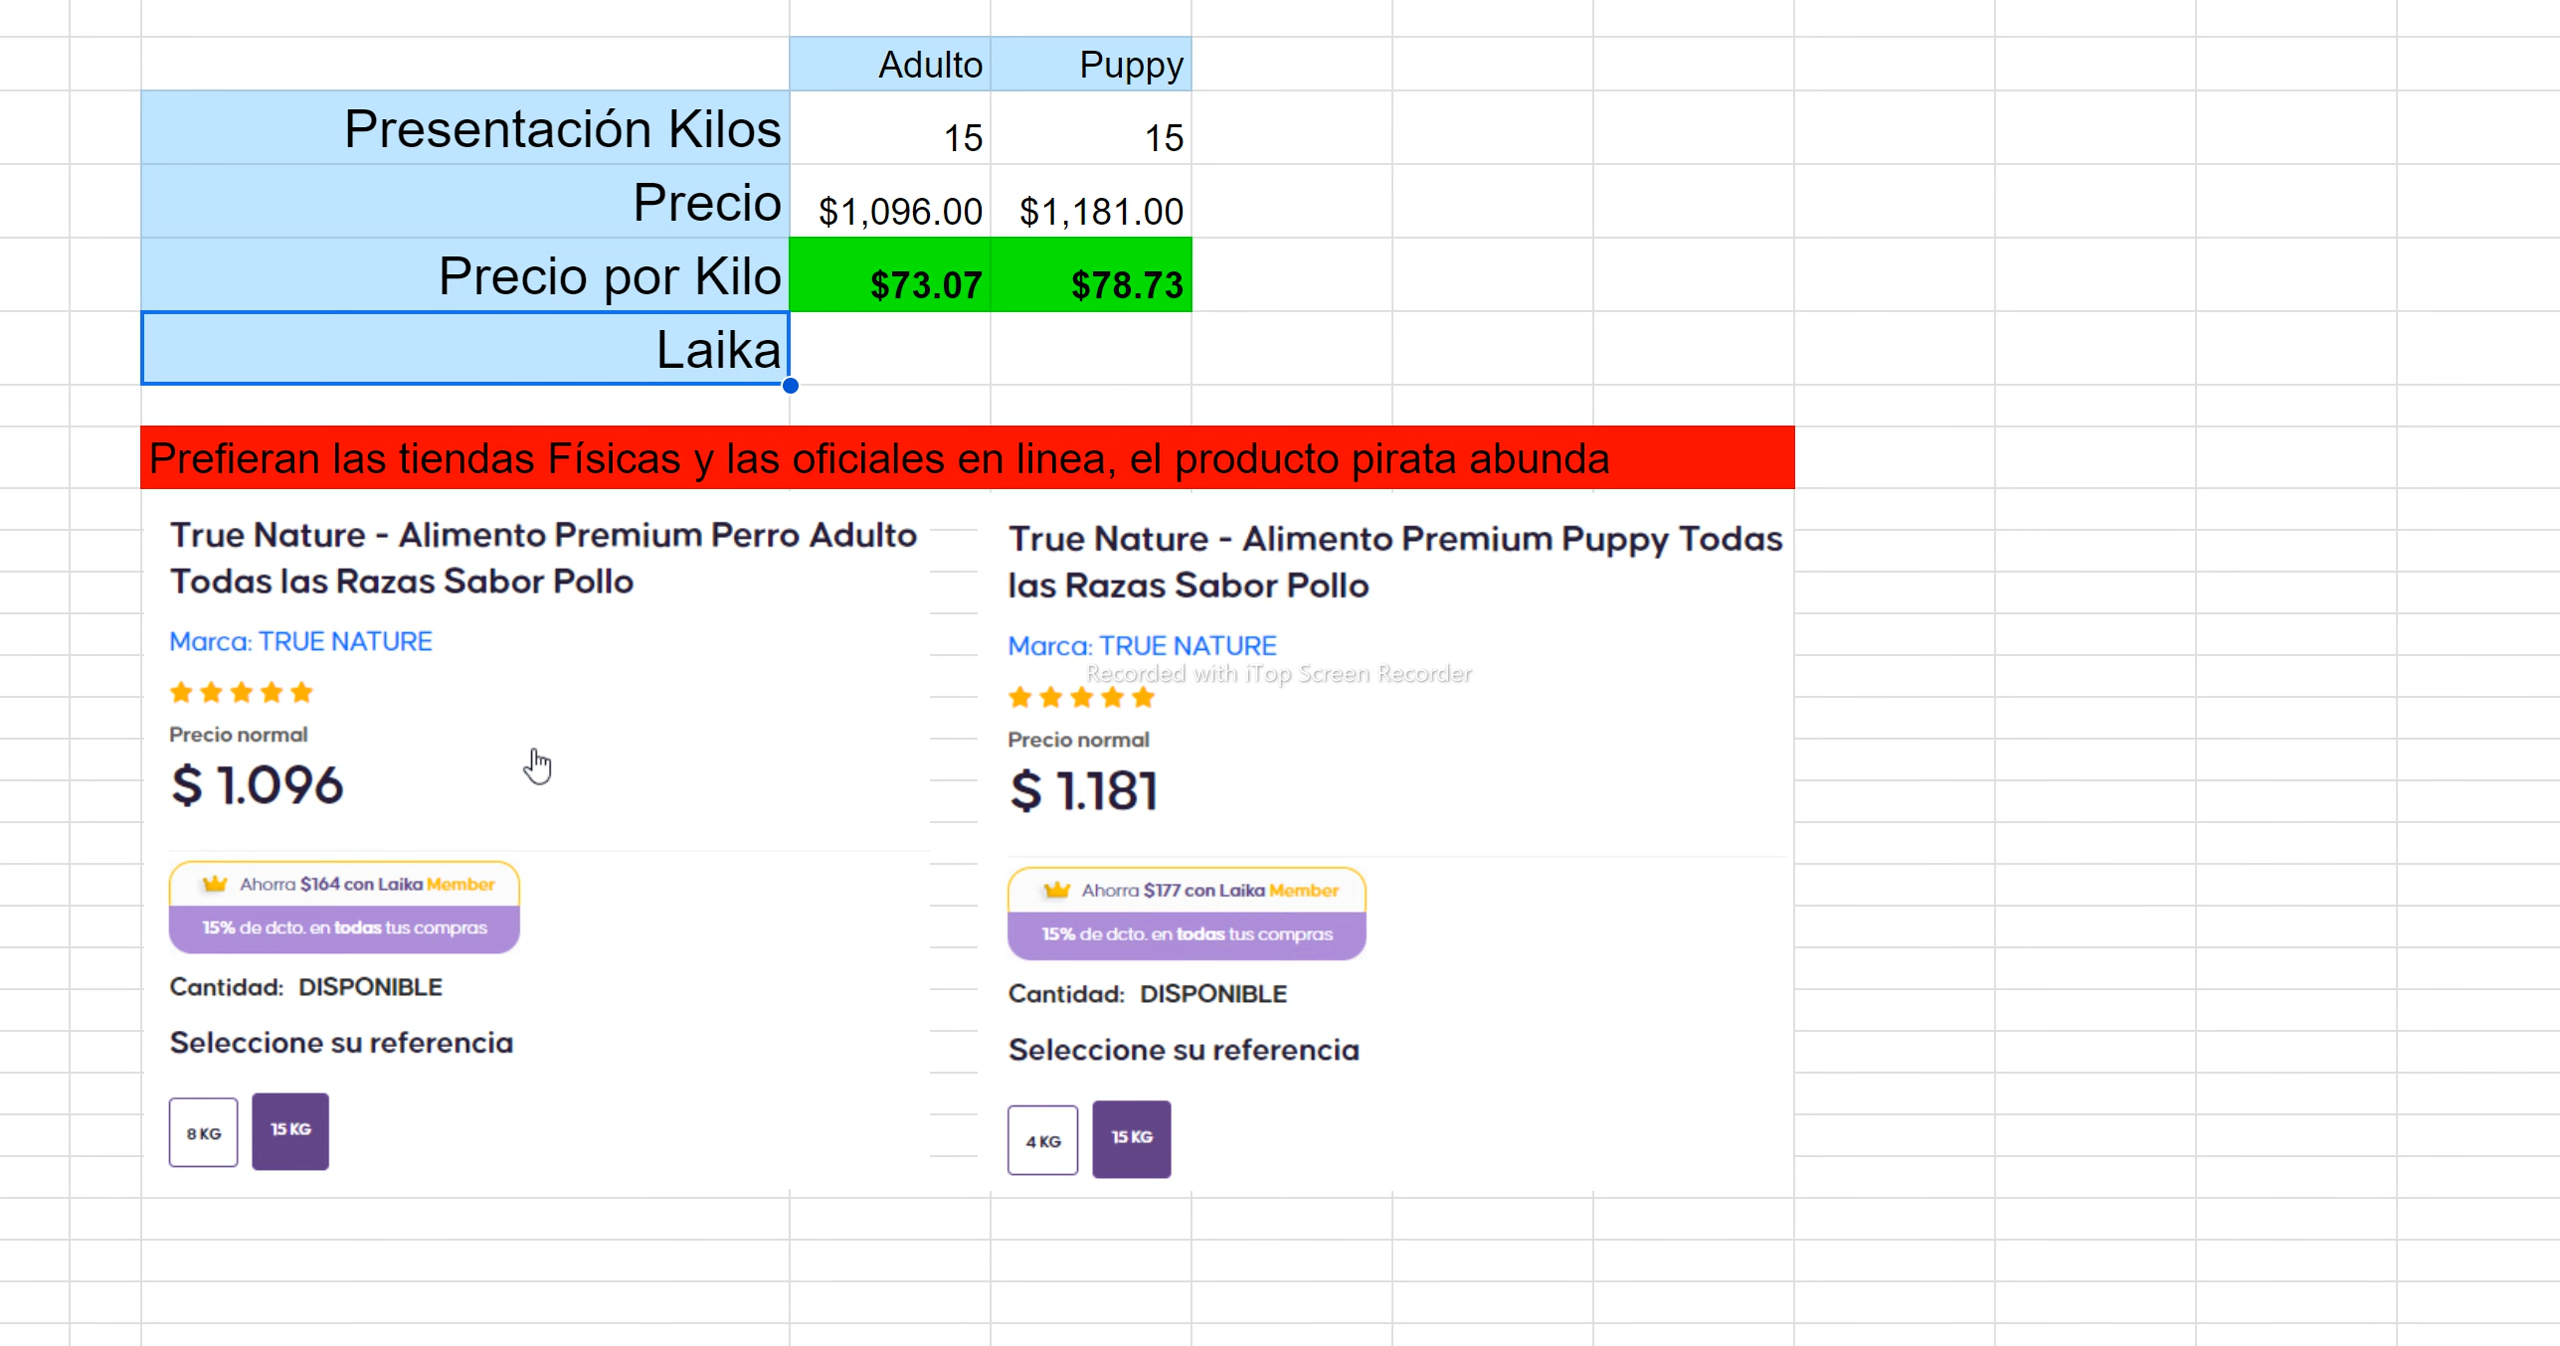 Adulto Puppy
Presentación Kilos 15 15
Precio $1,096.00 $1,181.00
Precio por Kilo $73.07 $78.73
Laika
Prefieran las tiendas Físicas y las oficiales en linea, el producto pirata abunda
True Nature - Alimento Premium Perro Adulto
Todas las Razas Sabor Pollo
Marca: TRUE NATURE
Precio normal
$ 1.096
Ahorra $164 con Laika Member
15% de dcto. en todas tus compras
Cantidad: DISPONIBLE
Seleccione su referencia
8 KG 15 KG
True Nature - Alimento Premium Puppy Todas
las Razas Sabor Pollo
Marca: TRUE NATURE
Recorded with iTop Screen Recorder
Precio normal
$ 1.181
Ahorra $177 con Laika Member
15% de dcto. en todas tus compras
Cantidad: DISPONIBLE
Seleccione su referencia
4 KG 15 KG